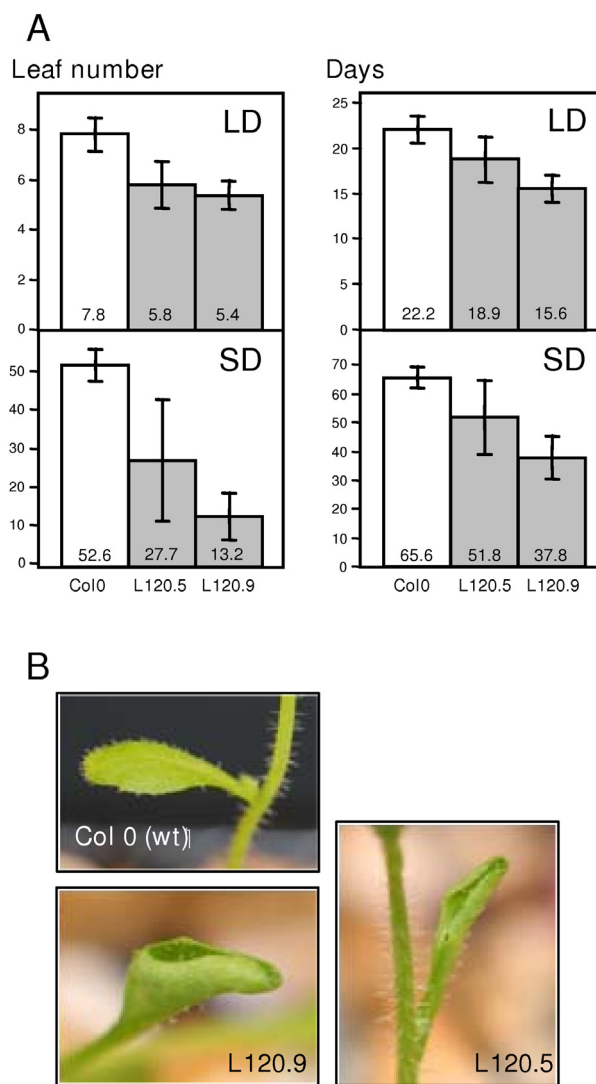 A
Leaf number
LD
8
6
4
2
0
7.8 5.8 5.4
SD
50
40
30
20
10
0
52.6 27.7 13.2
Col0 L120.5 L120.9
Days
LD
25
20
15
10
5
0
22.2 18.9 15.6
SD
70
60
50
40
30
20
10
0
65.6 51.8 37.8
Col0 L120.5 L120.9
B
Col 0 (wt)
L120.9
L120.5